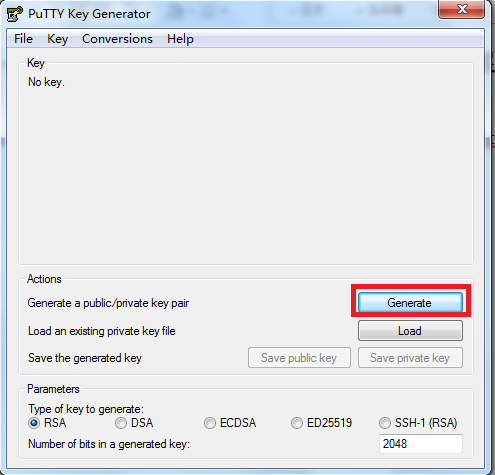 PuTTY Key Generator
File Key Conversions Help
Key
No key.
Actions
Generate a public/private key pair Generate
Load an existing private key file Load
Save the generated key Save public key Save private key
Parameters
Type of key to generate:
RSA DSA ECDSA ED25519 SSH-1 (RSA)
Number of bits in a generated key: 2048